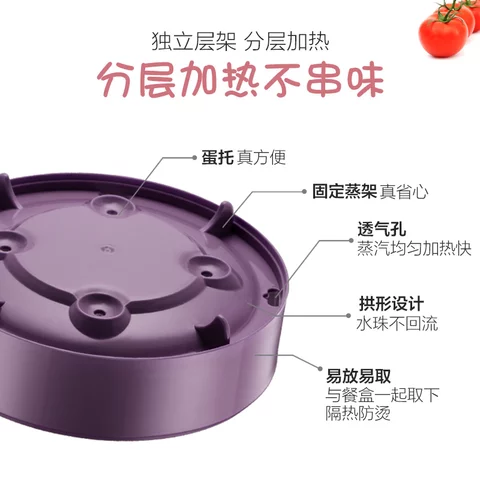 独立层架 分层加热
分层加热不串味
蛋托 真方便
固定蒸架 真省心
透气孔
蒸汽均匀加热快
拱形设计
水珠不回流
易放易取
与餐盒一起取下
隔热防烫